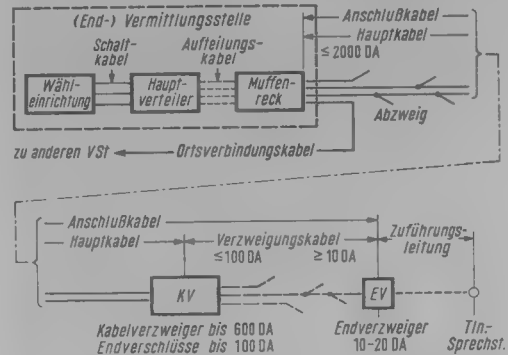 (End-) Vermittlungsstelle
Anschlußkabel
Hauptkabel
≤ 2000 DA
Schalt-
kabel
Aufteilungs-
kabel
Wähl-
einrichtung
Haupt-
verteiler
Muffen-
reck
Abzweig
zu anderen VSt
Ortsverbindungskabel
Anschlußkabel
Zuführungs-
leitung
Hauptkabel
Verzweigungskabel
≤100 DA
≥ 10 DA
KV
EV
Kabelverzweiger bis 600 DA
Endverschlüsse bis 100 DA
Endverzweiger
10-20 DA
Tln.-
Sprechst.